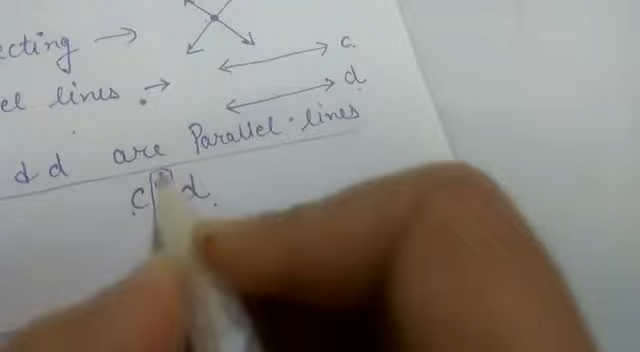 ecting →
c.
el lines. →
d
d d are Parallel lines
c || d.